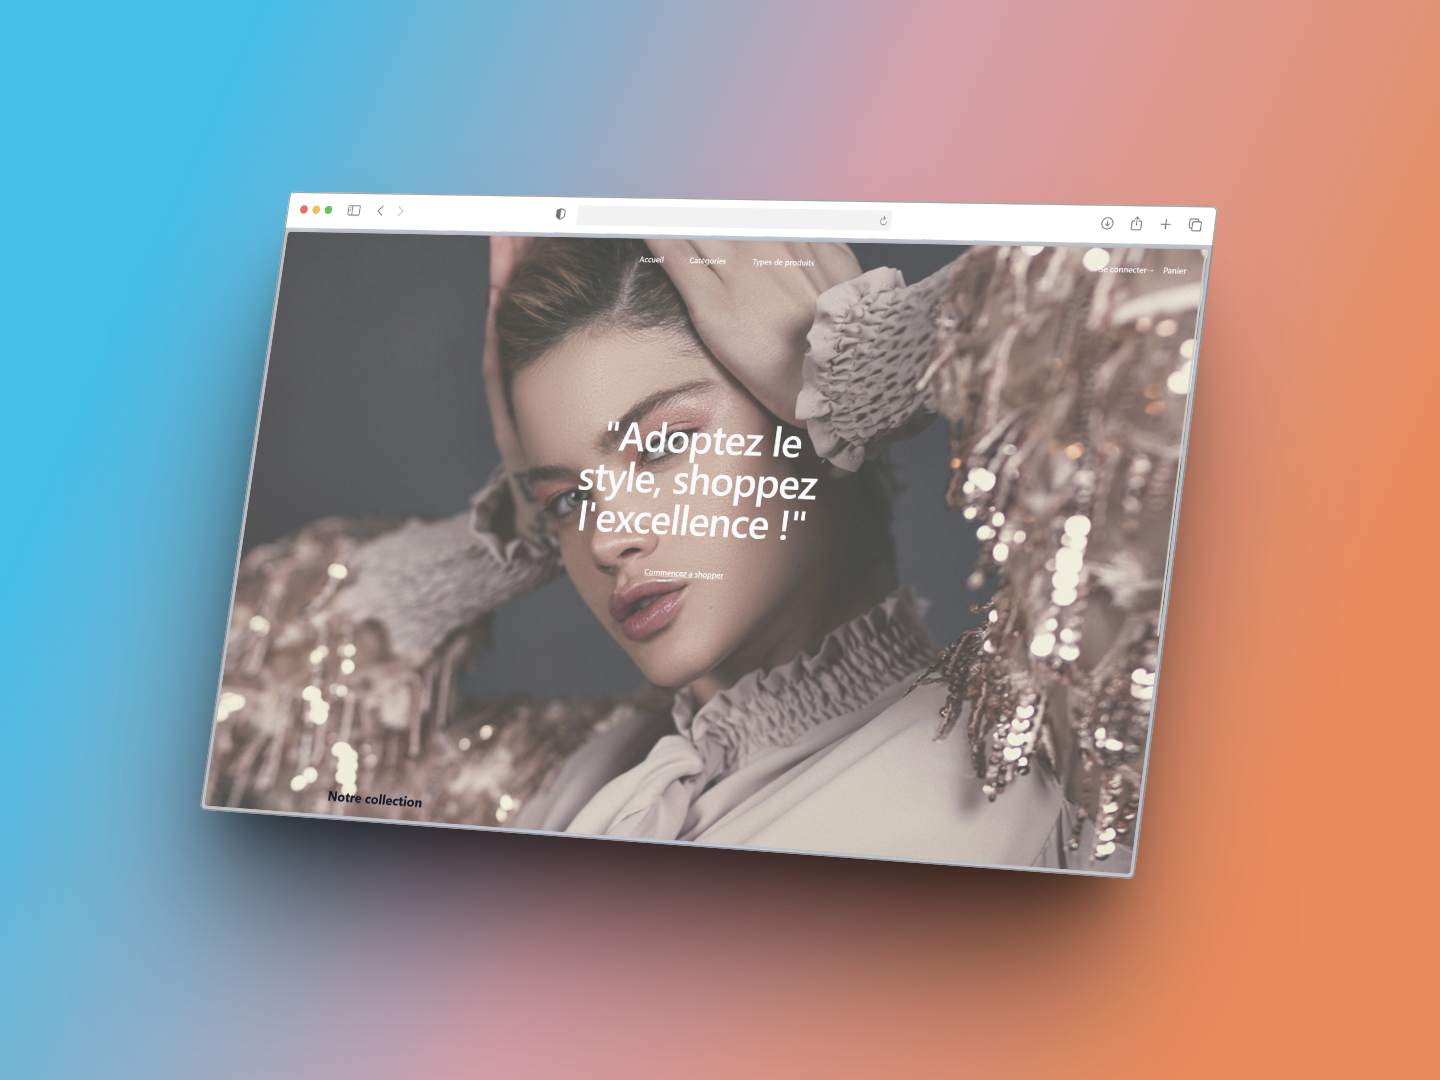 Accueil Catégories Types de produits Se connecter→ Panier
"Adoptez le
style, shoppez
l'excellence !"
Commencez a shopper
Notre collection